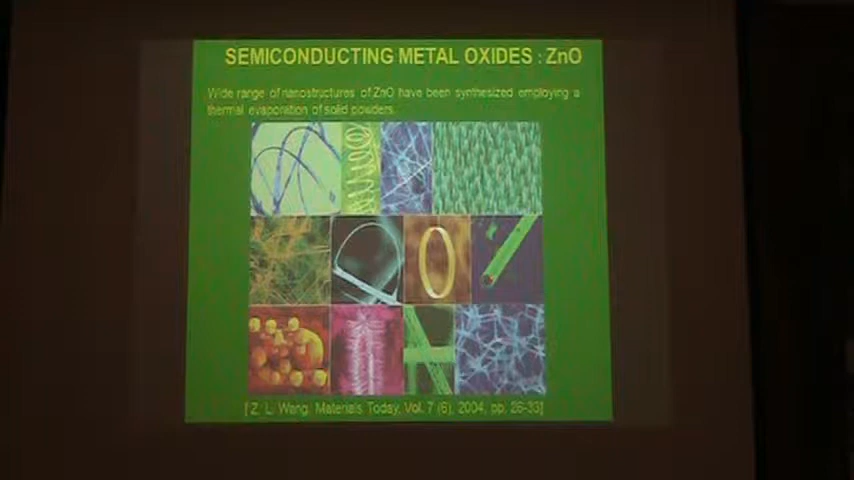 SEMICONDUCTING METAL OXIDES : ZnO
Wide range of nanostructures of ZnO have been synthesized employing a
thermal evaporation of solid powders.
[ Z. L. Wang, Materials Today, Vol. 7 (6), 2004, pp. 26-33]